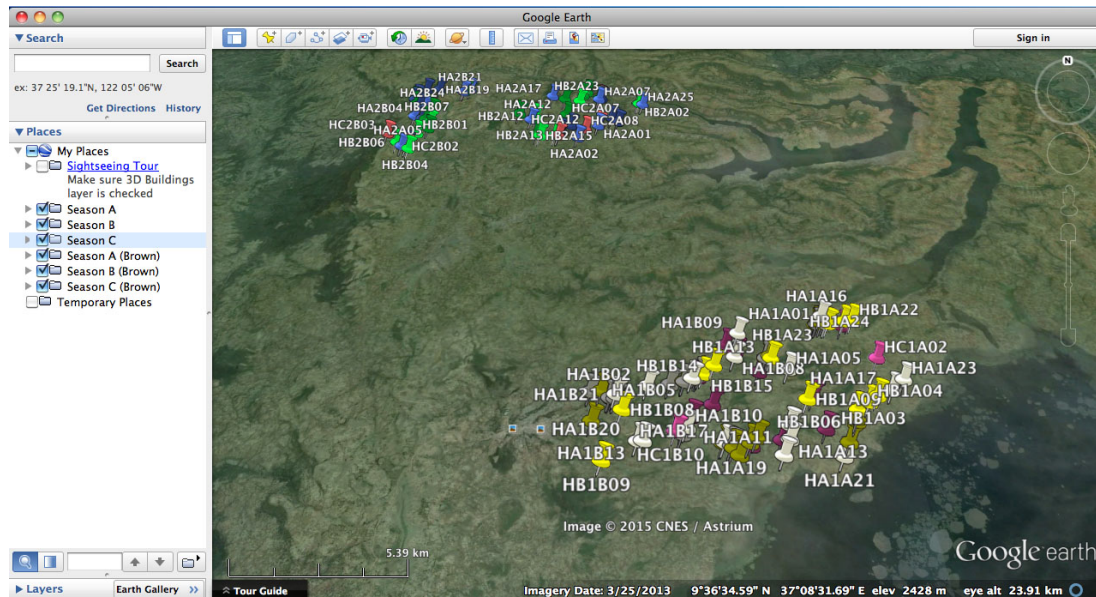 Google Earth
▼ Search
Search
ex: 37 25' 19.1"N, 122 05' 06"W
Get Directions History
▼ Places
My Places
Sightseeing Tour
Make sure 3D Buildings
layer is checked
Season A
Season B
Season C
Season A (Brown)
Season B (Brown)
Season C (Brown)
Temporary Places
▶ Layers
Earth Gallery >>
Sign in
N
HA2B21
HA2B24 HA2B19
HA2B04 HB2B07
HC2B03 HA2A05 HB2B01
HB2B06 HC2B02
HB2B04
HA2A17 HB2A23 HA2A07 HA2A25
HA2A12 HC2A07 HB2A02
HB2A12 HC2A12 HC2A08
HB2A13 HB2A15 HA2A01
HA2A02
HA1A16
HA1B09 HA1A01 HB1A24 HB1A22
HB1A13 HB1A23 HC1A02
HB1B14 HA1B08 HA1A05 HA1A23
HA1B02 HA1B05 HB1B15 HA1A17 HB1A04
HA1B21 HB1B08 HA1B10 HB1A09
HA1B20 HA1B17 HA1A11 HB1B06 HB1A03
HA1B13 HC1B10 HA1A19 HA1A13
HB1B09 HA1A21
Image © 2015 CNES / Astrium
Google earth
5.39 km
Tour Guide
Imagery Date: 3/25/2013 9°36'34.59" N 37°08'31.69" E elev 2428 m eye alt 23.91 km